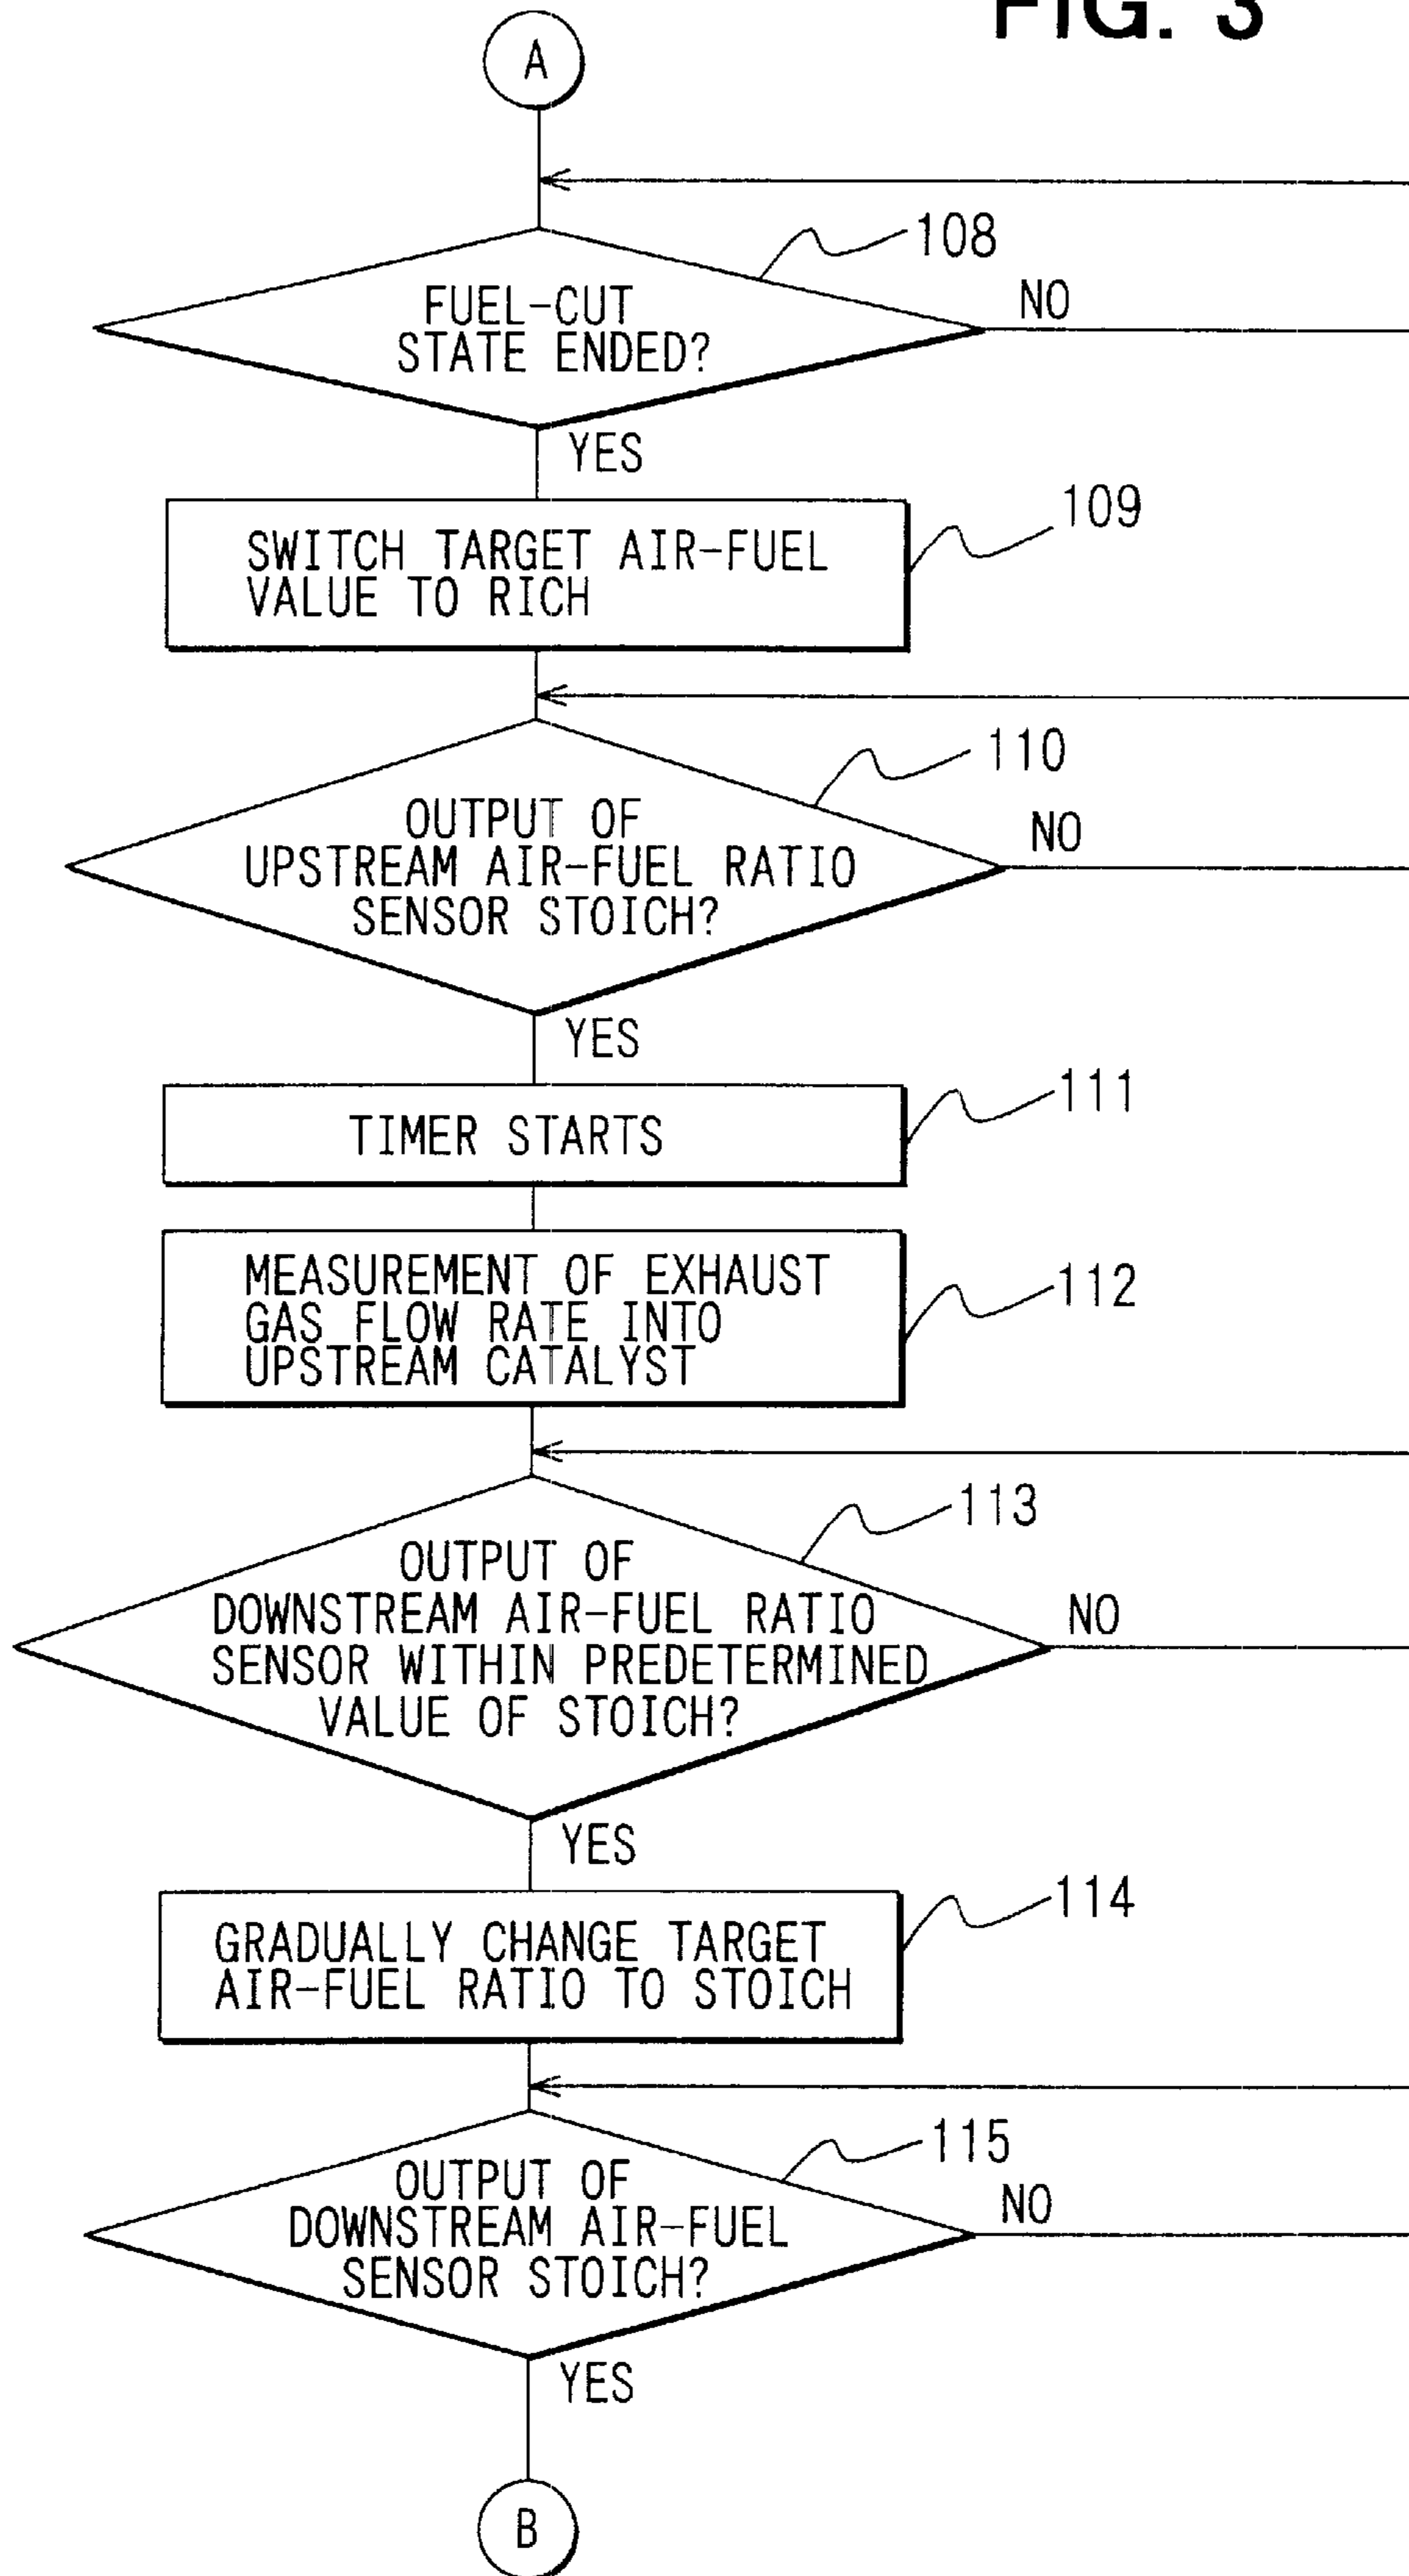 FIG. 3
A
108
FUEL-CUT
STATE ENDED?
NO
YES
109
SWITCH TARGET AIR-FUEL
VALUE TO RICH
110
OUTPUT OF
UPSTREAM AIR-FUEL RATIO
SENSOR STOICH?
NO
YES
111
TIMER STARTS
112
MEASUREMENT OF EXHAUST
GAS FLOW RATE INTO
UPSTREAM CATALYST
113
OUTPUT OF
DOWNSTREAM AIR-FUEL RATIO
SENSOR WITHIN PREDETERMINED
VALUE OF STOICH?
NO
YES
114
GRADUALLY CHANGE TARGET
AIR-FUEL RATIO TO STOICH
115
OUTPUT OF
DOWNSTREAM AIR-FUEL
SENSOR STOICH?
NO
YES
B